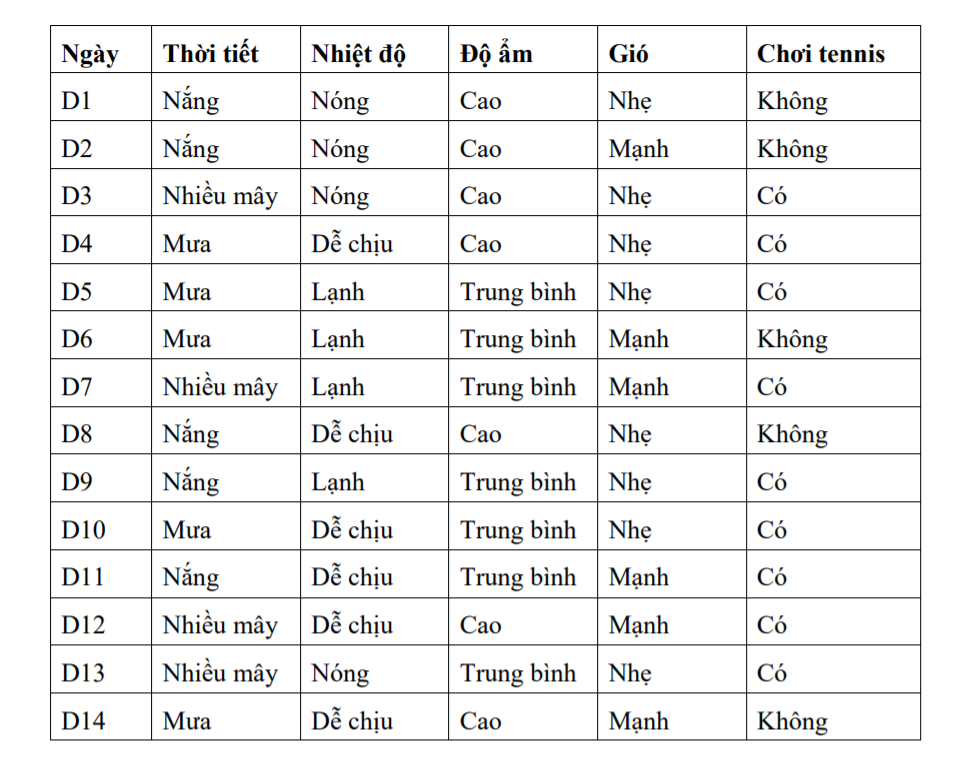 Ngày Thời tiết Nhiệt độ Độ ẩm Gió Chơi tennis
D1 Nắng Nóng Cao Nhẹ Không
D2 Nắng Nóng Cao Mạnh Không
D3 Nhiều mây Nóng Cao Nhẹ Có
D4 Mưa Dễ chịu Cao Nhẹ Có
D5 Mưa Lạnh Trung bình Nhẹ Có
D6 Mưa Lạnh Trung bình Mạnh Không
D7 Nhiều mây Lạnh Trung bình Mạnh Có
D8 Nắng Dễ chịu Cao Nhẹ Không
D9 Nắng Lạnh Trung bình Nhẹ Có
D10 Mưa Dễ chịu Trung bình Nhẹ Có
D11 Nắng Dễ chịu Trung bình Mạnh Có
D12 Nhiều mây Dễ chịu Cao Mạnh Có
D13 Nhiều mây Nóng Trung bình Nhẹ Có
D14 Mưa Dễ chịu Cao Mạnh Không